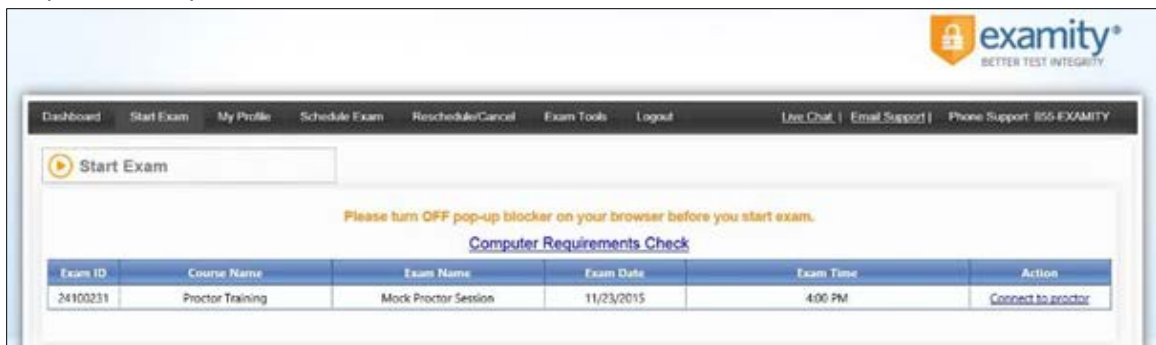 examity®
BETTER TEST INTEGRITY
Dashboard Start Exam My Profile Schedule Exam Reschedule/Cancel Exam Tools Logout Live Chat | Email Support | Phone Support 855-EXAMITY
Start Exam
Please turn OFF pop-up blocker on your browser before you start exam.
Computer Requirements Check
Exam ID Course Name Exam Name Exam Date Exam Time Action
24100231 Proctor Training Mock Proctor Session 11/23/2015 4:00 PM Connect to proctor